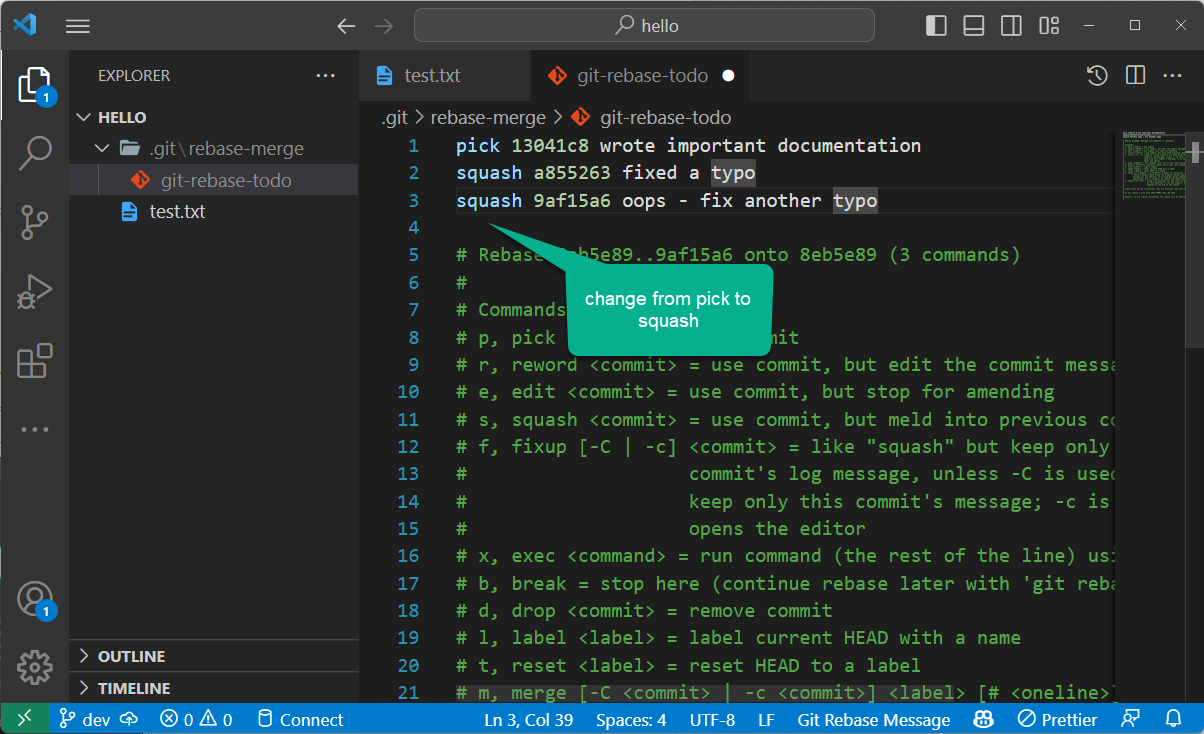 hello
EXPLORER
test.txt
git-rebase-todo
1
HELLO
.git\rebase-merge
git-rebase-todo
test.txt
.git > rebase-merge > git-rebase-todo
1 pick 13041c8 wrote important documentation
2 squash a855263 fixed a typo
3 squash 9af15a6 oops - fix another typo
4
5 # Rebase eb5e89..9af15a6 onto 8eb5e89 (3 commands)
6 #
7 # Commands
8 # p, pick mit
9 # r, reword <commit> = use commit, but edit the commit messa
10 # e, edit <commit> = use commit, but stop for amending
11 # s, squash <commit> = use commit, but meld into previous co
12 # f, fixup [-C | -c] <commit> = like "squash" but keep only
13 # commit's log message, unless -C is used
14 # keep only this commit's message; -c is
15 # opens the editor
16 # x, exec <command> = run command (the rest of the line) usi
17 # b, break = stop here (continue rebase later with 'git reba
18 # d, drop <commit> = remove commit
19 # l, label <label> = label current HEAD with a name
20 # t, reset <label> = reset HEAD to a label
21 # m, merge [-C <commit> | -c <commit>] <label> [# <oneline>]
change from pick to
squash
1
OUTLINE
TIMELINE
dev 0 0 Connect Ln 3, Col 39 Spaces: 4 UTF-8 LF Git Rebase Message Prettier